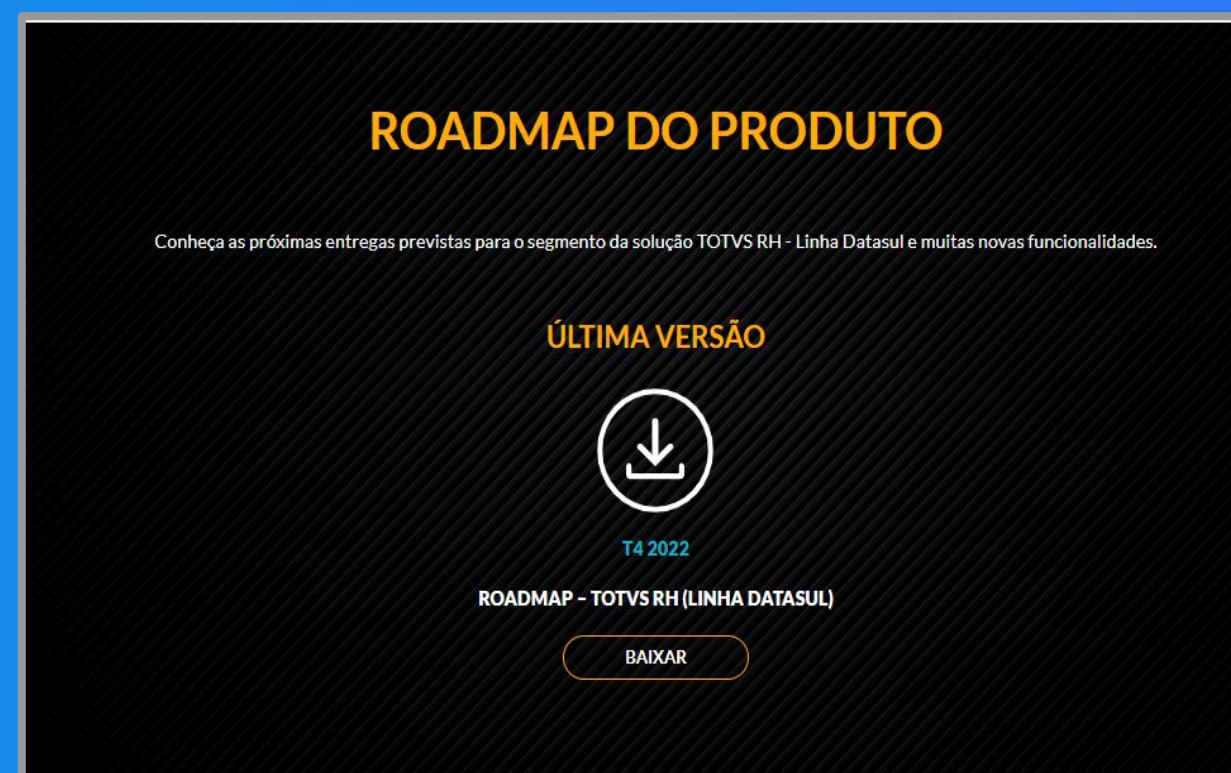 ROADMAP DO PRODUTO
Conheça as próximas entregas previstas para o segmento da solução TOTVS RH - Linha Datasul e muitas novas funcionalidades.
ÚLTIMA VERSÃO
T4 2022
ROADMAP – TOTVS RH (LINHA DATASUL)
BAIXAR